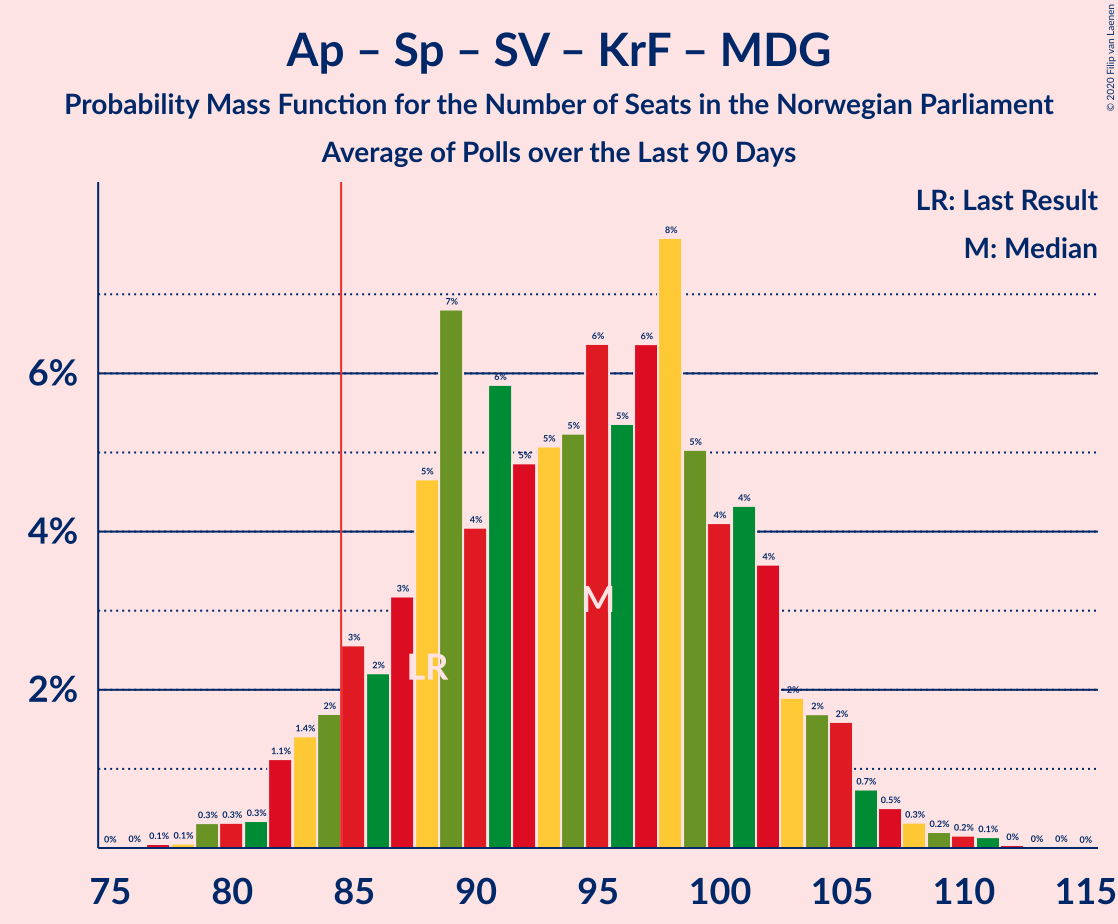 © 2020 Filip van Laenen
Ap – Sp – SV – KrF – MDG
Probability Mass Function for the Number of Seats in the Norwegian Parliament
Average of Polls over the Last 90 Days
LR: Last Result
M: Median
6%
4%
2%
0% 0% 0.1% 0.1% 0.3% 0.3% 0.3% 1.1% 1.4% 2% 3% 2% 3% 5% 7% 4% 6% 5% 5% 5% 6% 5% 6% 8% 5% 4% 4% 4% 2% 2% 2% 0.7% 0.5% 0.3% 0.2% 0.2% 0.1% 0% 0% 0% 0%
M
LR
75 80 85 90 95 100 105 110 115